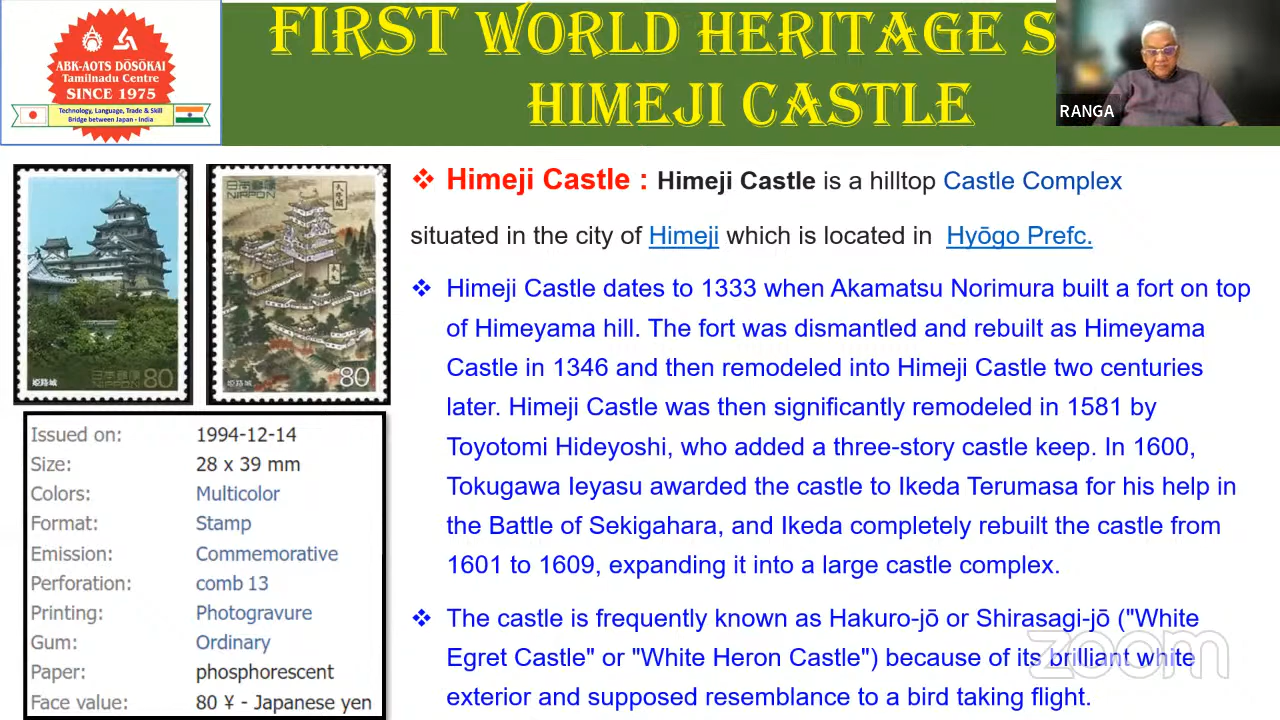 ABK-AOTS DŌSŌKAI
Tamilnadu Centre
SINCE 1975
Technology, Language, Trade & Skill
Bridge between Japan - India
FIRST WORLD HERITAGE S
HIMEJI CASTLE
RANGA
姫路城
日本郵便
NIPPON 80
日本郵便
NIPPON
姫路城
80
Issued on: 1994-12-14
Size: 28 x 39 mm
Colors: Multicolor
Format: Stamp
Emission: Commemorative
Perforation: comb 13
Printing: Photogravure
Gum: Ordinary
Paper: phosphorescent
Face value: 80 ¥ - Japanese yen
❖ Himeji Castle : Himeji Castle is a hilltop Castle Complex
situated in the city of Himeji which is located in Hyōgo Prefc.
❖ Himeji Castle dates to 1333 when Akamatsu Norimura built a fort on top
of Himeyama hill. The fort was dismantled and rebuilt as Himeyama
Castle in 1346 and then remodeled into Himeji Castle two centuries
later. Himeji Castle was then significantly remodeled in 1581 by
Toyotomi Hideyoshi, who added a three-story castle keep. In 1600,
Tokugawa Ieyasu awarded the castle to Ikeda Terumasa for his help in
the Battle of Sekigahara, and Ikeda completely rebuilt the castle from
1601 to 1609, expanding it into a large castle complex.
❖ The castle is frequently known as Hakuro-jō or Shirasagi-jō ("White
Egret Castle" or "White Heron Castle") because of its brilliant white
exterior and supposed resemblance to a bird taking flight.
zoom